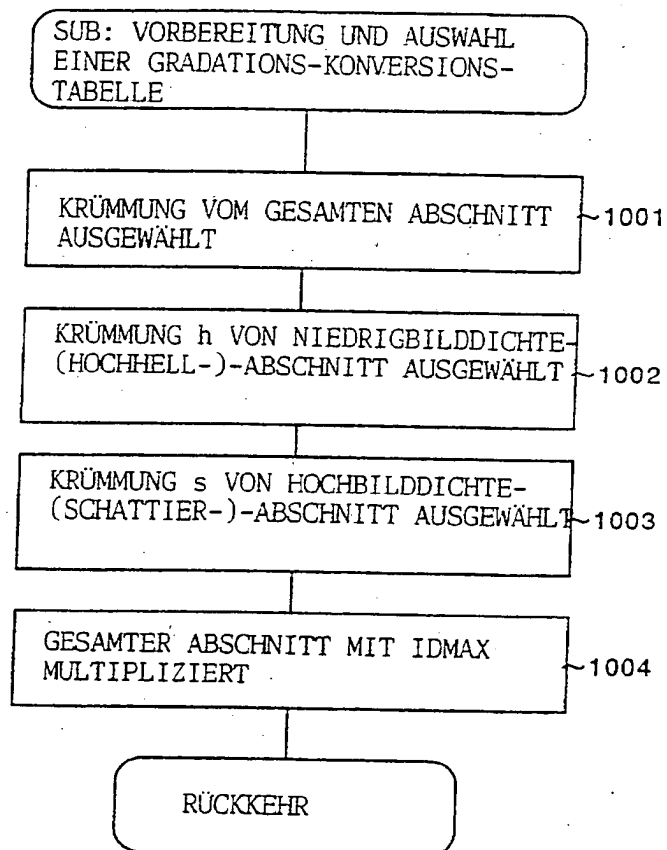 SUB: VORBEREITUNG UND AUSWAHL
EINER GRADATIONS-KONVERSIONS-
TABELLE
KRÜMMUNG VOM GESAMTEN ABSCHNITT
AUSGEWÄHLT
~1001
KRÜMMUNG h VON NIEDRIGBILDDICHTE-
(HOCHHELL-)-ABSCHNITT AUSGEWÄHLT
~1002
KRÜMMUNG s VON HOCHBILDDICHTE-
(SCHATTIER-)-ABSCHNITT AUSGEWÄHLT
~1003
GESAMTER ABSCHNITT MIT IDMAX
MULTIPLIZIERT
~1004
RÜCKKEHR